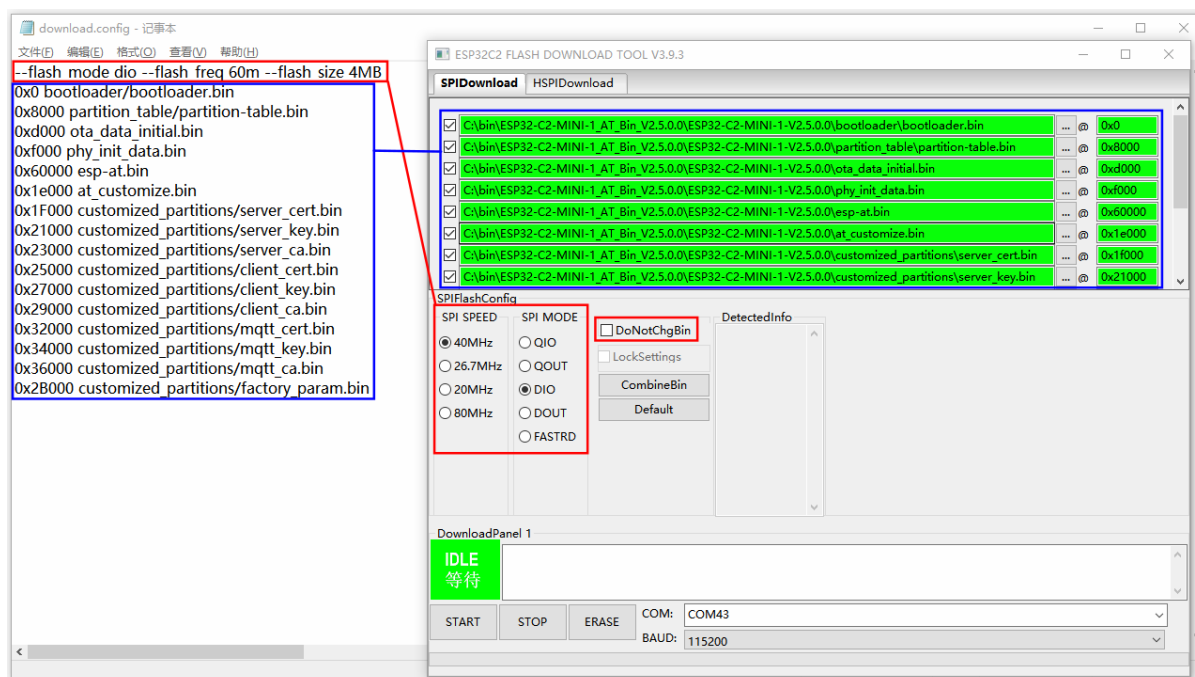 download.config - 记事本
文件(F) 编辑(E) 格式(O) 查看(V) 帮助(H)
--flash_mode dio --flash_freq 60m --flash_size 4MB
0x0 bootloader/bootloader.bin
0x8000 partition_table/partition-table.bin
0xd000 ota_data_initial.bin
0xf000 phy_init_data.bin
0x60000 esp-at.bin
0x1e000 at_customize.bin
0x1F000 customized_partitions/server_cert.bin
0x21000 customized_partitions/server_key.bin
0x23000 customized_partitions/server_ca.bin
0x25000 customized_partitions/client_cert.bin
0x27000 customized_partitions/client_key.bin
0x29000 customized_partitions/client_ca.bin
0x32000 customized_partitions/mqtt_cert.bin
0x34000 customized_partitions/mqtt_key.bin
0x36000 customized_partitions/mqtt_ca.bin
0x2B000 customized_partitions/factory_param.bin
ESP32C2 FLASH DOWNLOAD TOOL V3.9.3
SPIDownload HSPIDownload
C:\bin\ESP32-C2-MINI-1_AT_Bin_V2.5.0.0\ESP32-C2-MINI-1-V2.5.0.0\bootloader\bootloader.bin ... @ 0x0
C:\bin\ESP32-C2-MINI-1_AT_Bin_V2.5.0.0\ESP32-C2-MINI-1-V2.5.0.0\partition_table\partition-table.bin ... @ 0x8000
C:\bin\ESP32-C2-MINI-1_AT_Bin_V2.5.0.0\ESP32-C2-MINI-1-V2.5.0.0\ota_data_initial.bin ... @ 0xd000
C:\bin\ESP32-C2-MINI-1_AT_Bin_V2.5.0.0\ESP32-C2-MINI-1-V2.5.0.0\phy_init_data.bin ... @ 0xf000
C:\bin\ESP32-C2-MINI-1_AT_Bin_V2.5.0.0\ESP32-C2-MINI-1-V2.5.0.0\esp-at.bin ... @ 0x60000
C:\bin\ESP32-C2-MINI-1_AT_Bin_V2.5.0.0\ESP32-C2-MINI-1-V2.5.0.0\at_customize.bin ... @ 0x1e000
C:\bin\ESP32-C2-MINI-1_AT_Bin_V2.5.0.0\ESP32-C2-MINI-1-V2.5.0.0\customized_partitions\server_cert.bin ... @ 0x1f000
C:\bin\ESP32-C2-MINI-1_AT_Bin_V2.5.0.0\ESP32-C2-MINI-1-V2.5.0.0\customized_partitions\server_key.bin ... @ 0x21000
SPIFlashConfig
SPI SPEED SPI MODE DetectedInfo
DoNotChgBin
40MHz QIO
LockSettings
26.7MHz QOUT
CombineBin
20MHz DIO
Default
80MHz DOUT
FASTRD
DownloadPanel 1
IDLE
等待
START STOP ERASE
COM: COM43
BAUD: 115200